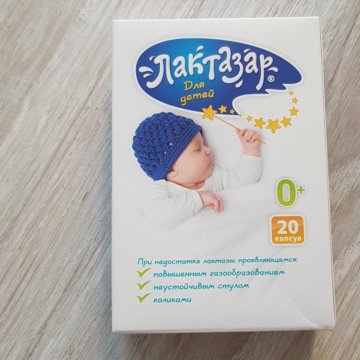 Лактазар®
Для
детей
0+
20
капсул
При недостатке лактазы, проявляющемся:
повышенным газообразованием
неустойчивым стулом
коликами